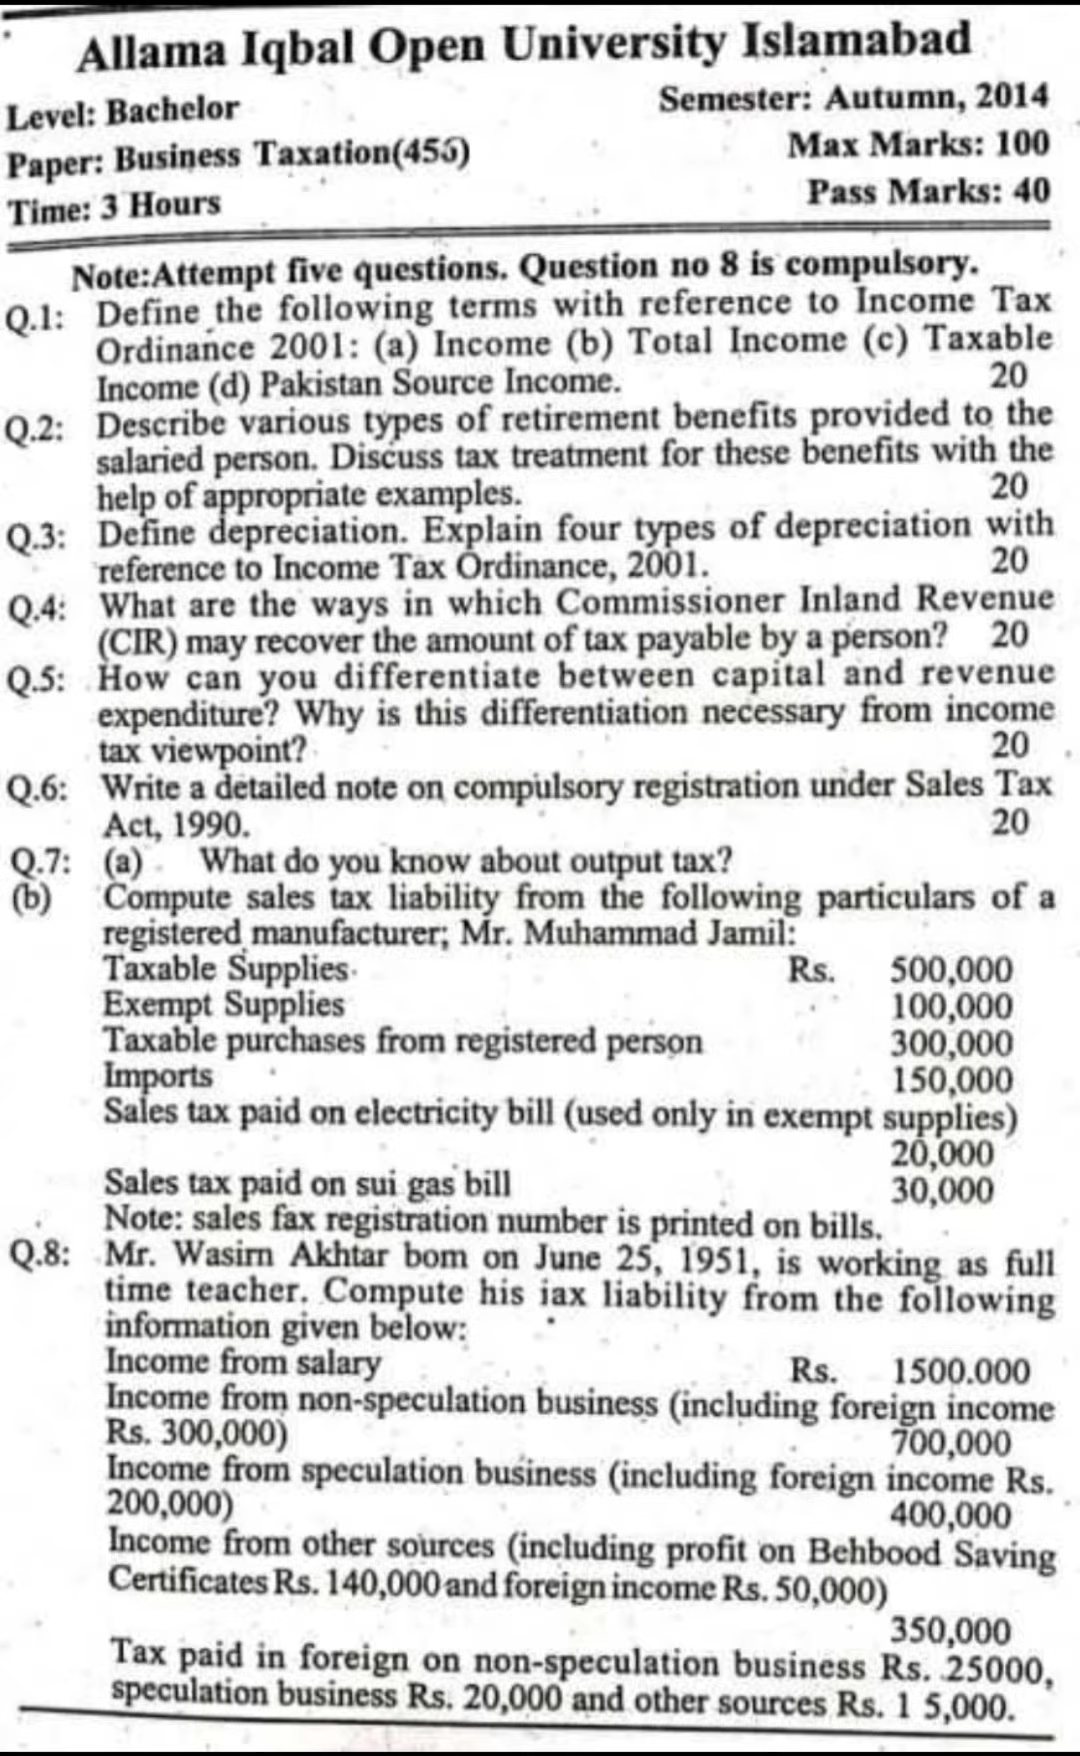 Allama Iqbal Open University Islamabad
Level: Bachelor
Semester: Autumn, 2014
Paper: Business Taxation(455)
Max Marks: 100
Time: 3 Hours
Pass Marks: 40
Note:Attempt five questions. Question no 8 is compulsory.
Q.1: Define the following terms with reference to Income Tax
Ordinance 2001: (a) Income (b) Total Income (c) Taxable
Income (d) Pakistan Source Income. 20
Q.2: Describe various types of retirement benefits provided to the
salaried person. Discuss tax treatment for these benefits with the
help of appropriate examples. 20
Q.3: Define depreciation. Explain four types of depreciation with
reference to Income Tax Ordinance, 2001. 20
Q.4: What are the ways in which Commissioner Inland Revenue
(CIR) may recover the amount of tax payable by a person? 20
Q.5: How can you differentiate between capital and revenue
expenditure? Why is this differentiation necessary from income
tax viewpoint? 20
Q.6: Write a detailed note on compulsory registration under Sales Tax
Act, 1990. 20
Q.7: (a) What do you know about output tax?
(b) Compute sales tax liability from the following particulars of a
registered manufacturer; Mr. Muhammad Jamil:
Taxable Supplies Rs. 500,000
Exempt Supplies 100,000
Taxable purchases from registered person 300,000
Imports 150,000
Sales tax paid on electricity bill (used only in exempt supplies)
20,000
Sales tax paid on sui gas bill 30,000
Note: sales fax registration number is printed on bills.
Q.8: Mr. Wasim Akhtar bom on June 25, 1951, is working as full
time teacher. Compute his iax liability from the following
information given below:
Income from salary Rs. 1500.000
Income from non-speculation business (including foreign income
Rs. 300,000) 700,000
Income from speculation business (including foreign income Rs.
200,000) 400,000
Income from other sources (including profit on Behbood Saving
Certificates Rs. 140,000 and foreign income Rs. 50,000)
350,000
Tax paid in foreign on non-speculation business Rs. 25000,
speculation business Rs. 20,000 and other sources Rs. 1 5,000.